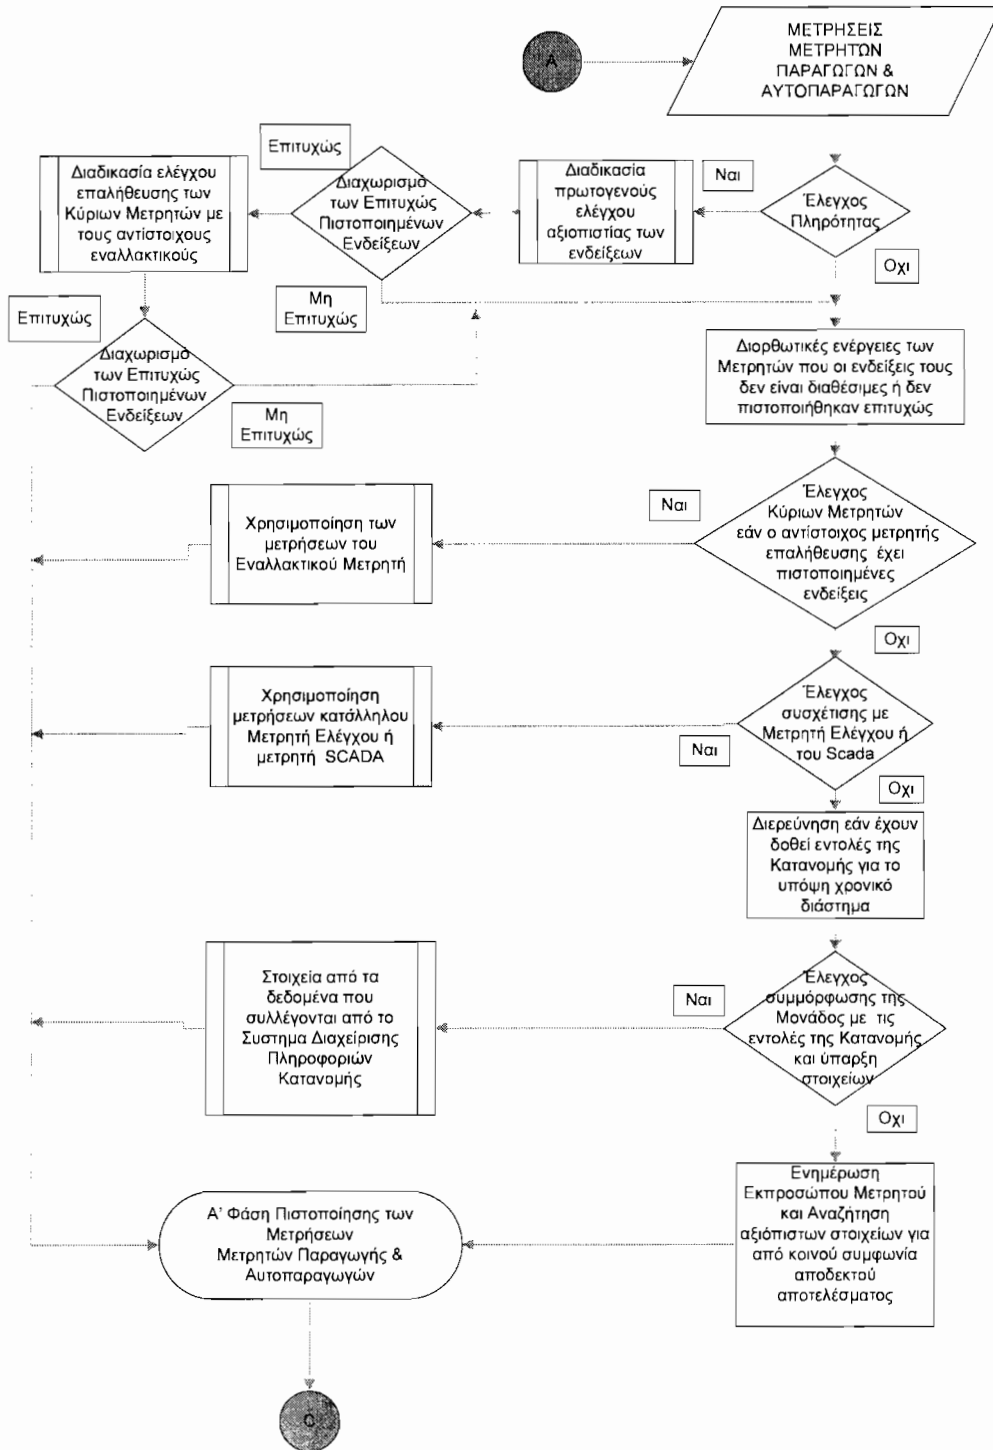 Α
ΜΕΤΡΗΣΕΙΣ
ΜΕΤΡΗΤΩΝ
ΠΑΡΑΓΩΓΩΝ &
ΑΥΤΟΠΑΡΑΓΩΓΩΝ
Έλεγχος
Πληρότητας
Ναι
Οχι
Διαδικασία
πρωτογενούς
ελέγχου
αξιοπιστίας των
ενδείξεων
Επιτυχώς
Διαχωρισμό
των Επιτυχώς
Πιστοποιημένων
Ενδείξεων
Μη
Επιτυχώς
Διαδικασία ελέγχου
επαλήθευσης των
Κύριων Μετρητών με
τους αντίστοιχους
εναλλακτικούς
Επιτυχώς
Διαχωρισμό
των Επιτυχώς
Πιστοποιημένων
Ενδείξεων
Μη
Επιτυχώς
Διορθωτικές ενέργειες των
Μετρητών που οι ενδείξεις τους
δεν είναι διαθέσιμες ή δεν
πιστοποιήθηκαν επιτυχώς
Έλεγχος
Κύριων Μετρητών
εάν ο αντίστοιχος μετρητής
επαλήθευσης έχει
πιστοποιημένες
ενδείξεις
Ναι
Οχι
Χρησιμοποίηση των
μετρήσεων του
Εναλλακτικού Μετρητή
Έλεγχος
συσχέτισης με
Μετρητή Ελέγχου ή
του Scada
Ναι
Οχι
Χρησιμοποίηση
μετρήσεων κατάλληλου
Μετρητή Ελέγχου ή
μετρητή SCADA
Διερεύνηση εάν έχουν
δοθεί εντολές της
Κατανομής για το
υπόψη χρονικό
διάστημα
Έλεγχος
συμμόρφωσης της
Μονάδος με τις
εντολές της Κατανομής
και ύπαρξη
στοιχείων
Ναι
Οχι
Στοιχεία από τα
δεδομένα που
συλλέγονται από το
Συστημα Διαχείρισης
Πληροφοριών
Κατανομής
Ενημέρωση
Εκπροσώπου Μετρητού
και Αναζήτηση
αξιόπιστων στοιχείων για
από κοινού συμφωνία
αποδεκτού
αποτελέσματος
Α' Φάση Πιστοποίησης των
Μετρήσεων
Μετρητών Παραγωγής &
Αυτοπαραγωγών
C